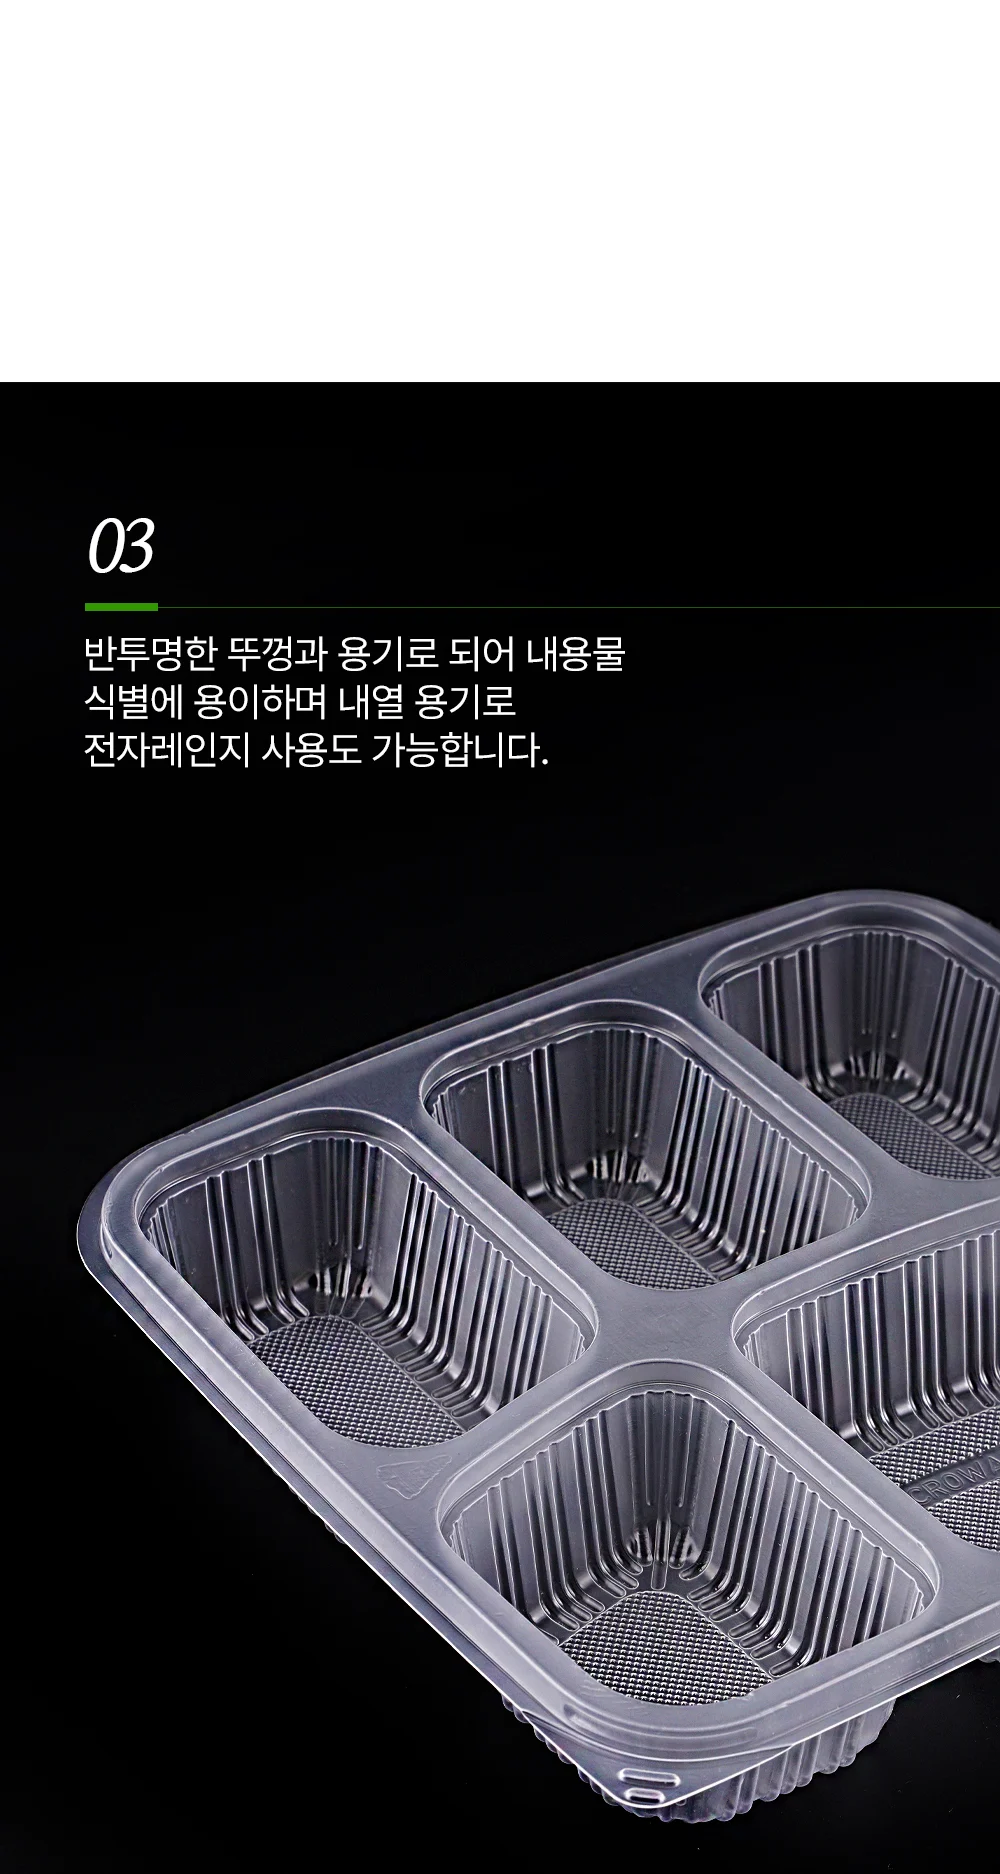 03
반투명한 뚜껑과 용기로 되어 내용물
식별에 용이하며 내열 용기로
전자레인지 사용도 가능합니다.